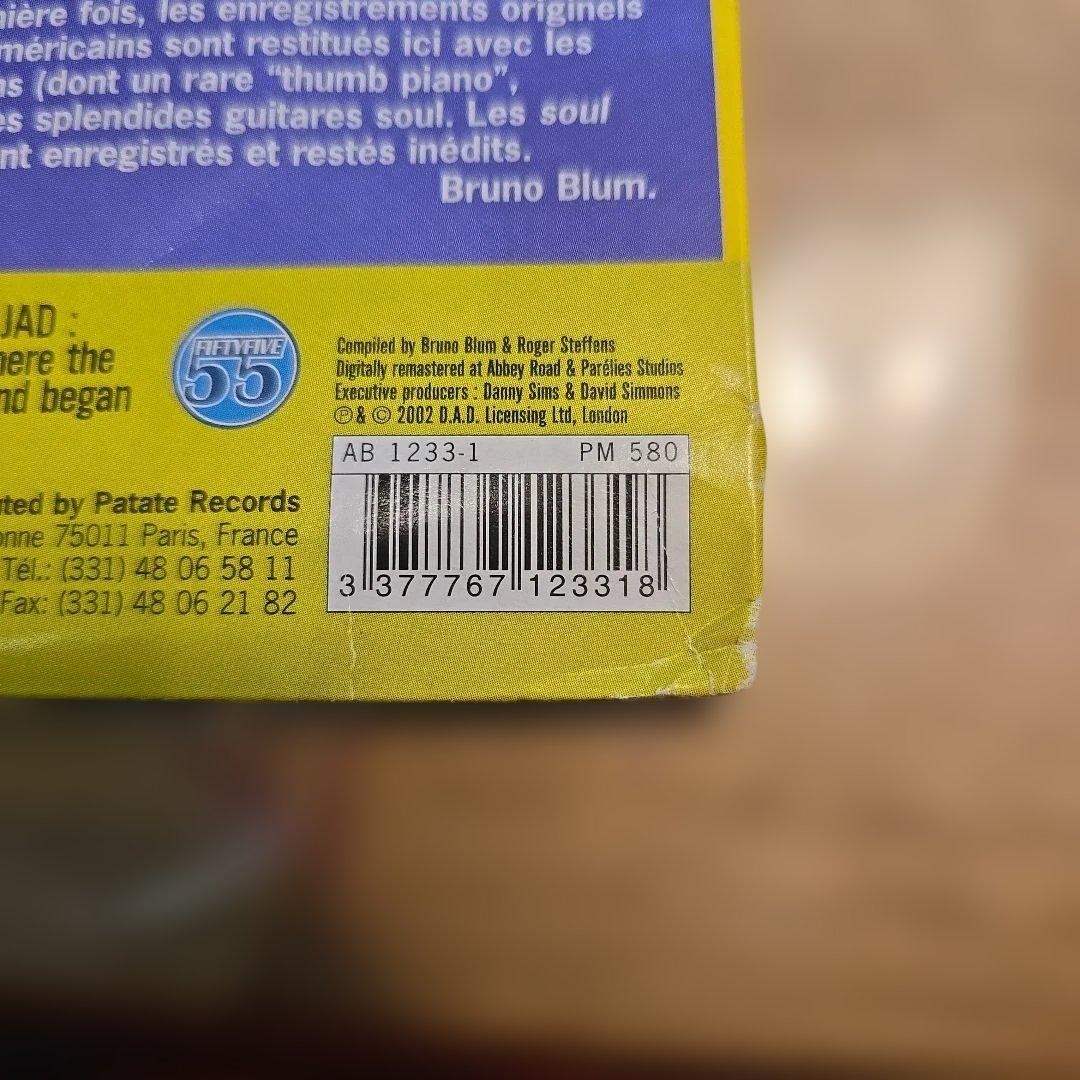 ière fois, les enregistrements originels
méricains sont restitués ici avec les
ns (dont un rare "thumb piano",
es splendides guitares soul. Les soul
nt enregistrés et restés inédits.
Bruno Blum.
JAD :
here the
nd began
FIFTYFIVE
55
Compiled by Bruno Blum & Roger Steffens
Digitally remastered at Abbey Road & Parélies Studios
Executive producers : Danny Sims & David Simmons
℗ & © 2002 D.A.D. Licensing Ltd, London
AB 1233-1 PM 580
3 377767 123318
uted by Patate Records
onne 75011 Paris, France
Tél.: (331) 48 06 58 11
Fax: (331) 48 06 21 82